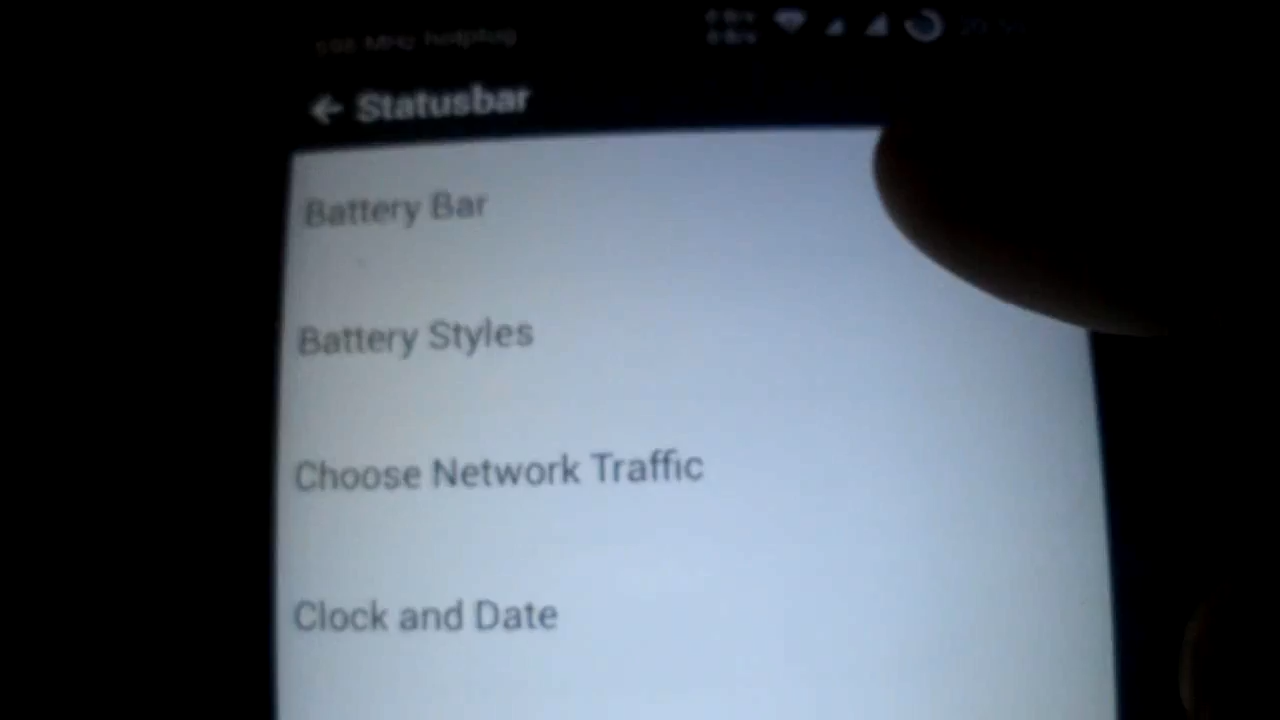 Statusbar
Battery Bar
Battery Styles
Choose Network Traffic
Clock and Date